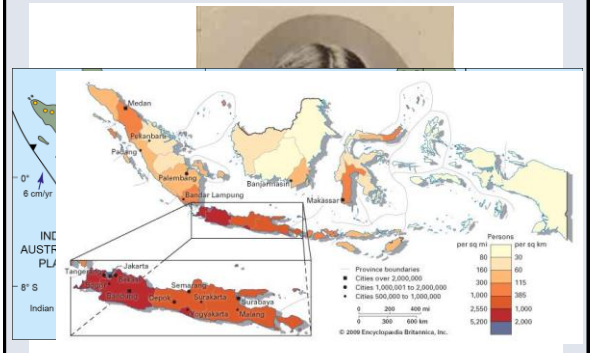 Medan
Pekanbaru
Padang
0°
6 cm/yr
Palembang
Banjarmasin
Makassar
Bandar Lampung
IND
AUSTR
PLA
8° S
Indian
Jakarta
Bandung
Depok
Semarang
Surakarta
Yogyakarta
Surabaya
Malang
Persons
per sq mi per sq km
80 30
160 60
300 115
1,000 385
2,550 1,000
5,200 2,000
Province boundaries
Cities over 2,000,000
Cities 1,000,001 to 2,000,000
Cities 500,000 to 1,000,000
0 200 400 mi
0 300 600 km
© 2009 Encyclopædia Britannica, Inc.